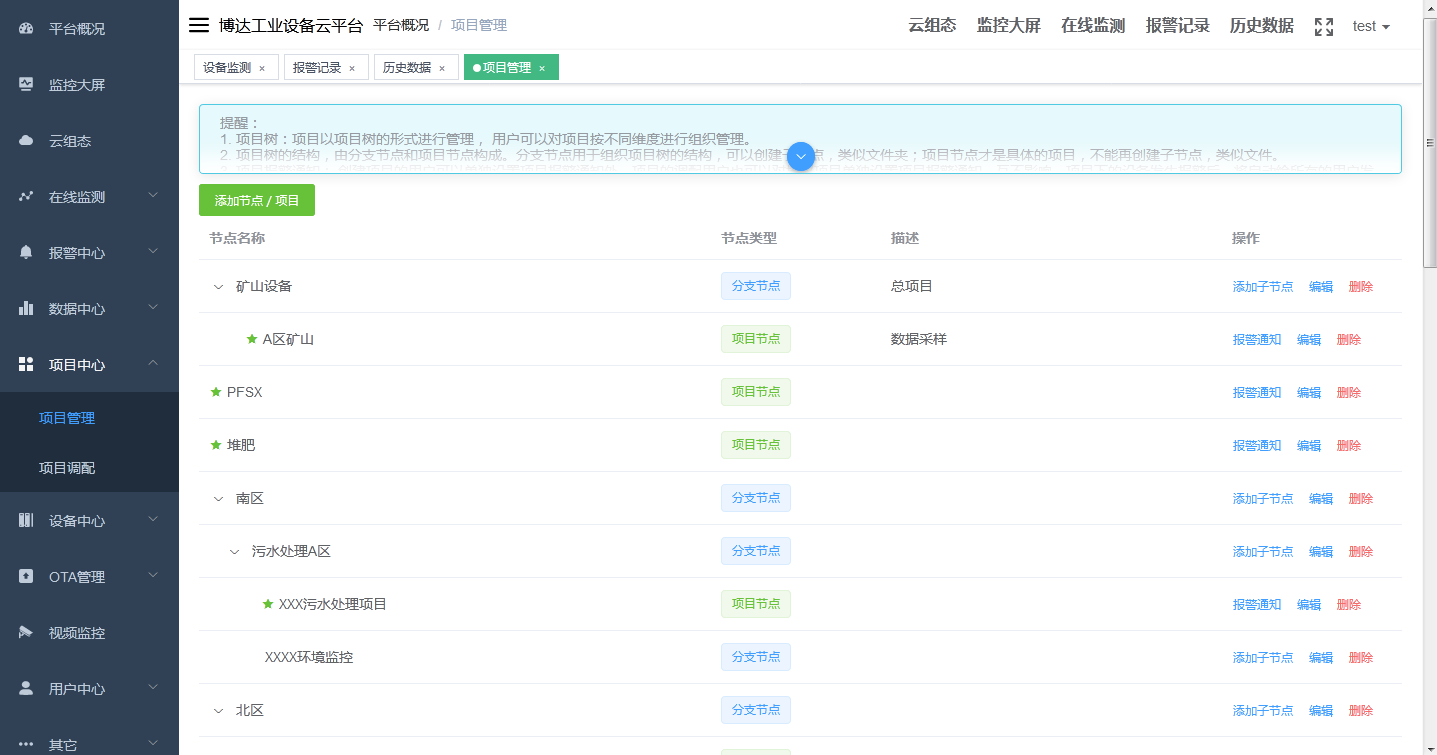 平台概况
监控大屏
云组态
在线监测
报警中心
数据中心
项目中心
项目管理
项目调配
设备中心
OTA管理
视频监控
用户中心
其它
博达工业设备云平台 平台概况 / 项目管理
云组态 监控大屏 在线监测 报警记录 历史数据 test
设备监测 × 报警记录 × 历史数据 × 项目管理 ×
提醒：
1. 项目树：项目以项目树的形式进行管理 ，用户可以对项目按不同维度进行组织管理。
2. 项目树的结构，由分支节点和项目节点构成。分支节点用于组织项目树的结构，可以创建子节点，类似文件夹；项目节点才是具体的项目，不能再创建子节点，类似文件。
添加节点 / 项目
节点名称 节点类型 描述 操作
矿山设备 分支节点 总项目 添加子节点 编辑 删除
A区矿山 项目节点 数据采样 报警通知 编辑 删除
PFSX 项目节点 报警通知 编辑 删除
堆肥 项目节点 报警通知 编辑 删除
南区 分支节点 添加子节点 编辑 删除
污水处理A区 分支节点 添加子节点 编辑 删除
XXX污水处理项目 项目节点 报警通知 编辑 删除
XXXX环境监控 分支节点 添加子节点 编辑 删除
北区 分支节点 添加子节点 编辑 删除